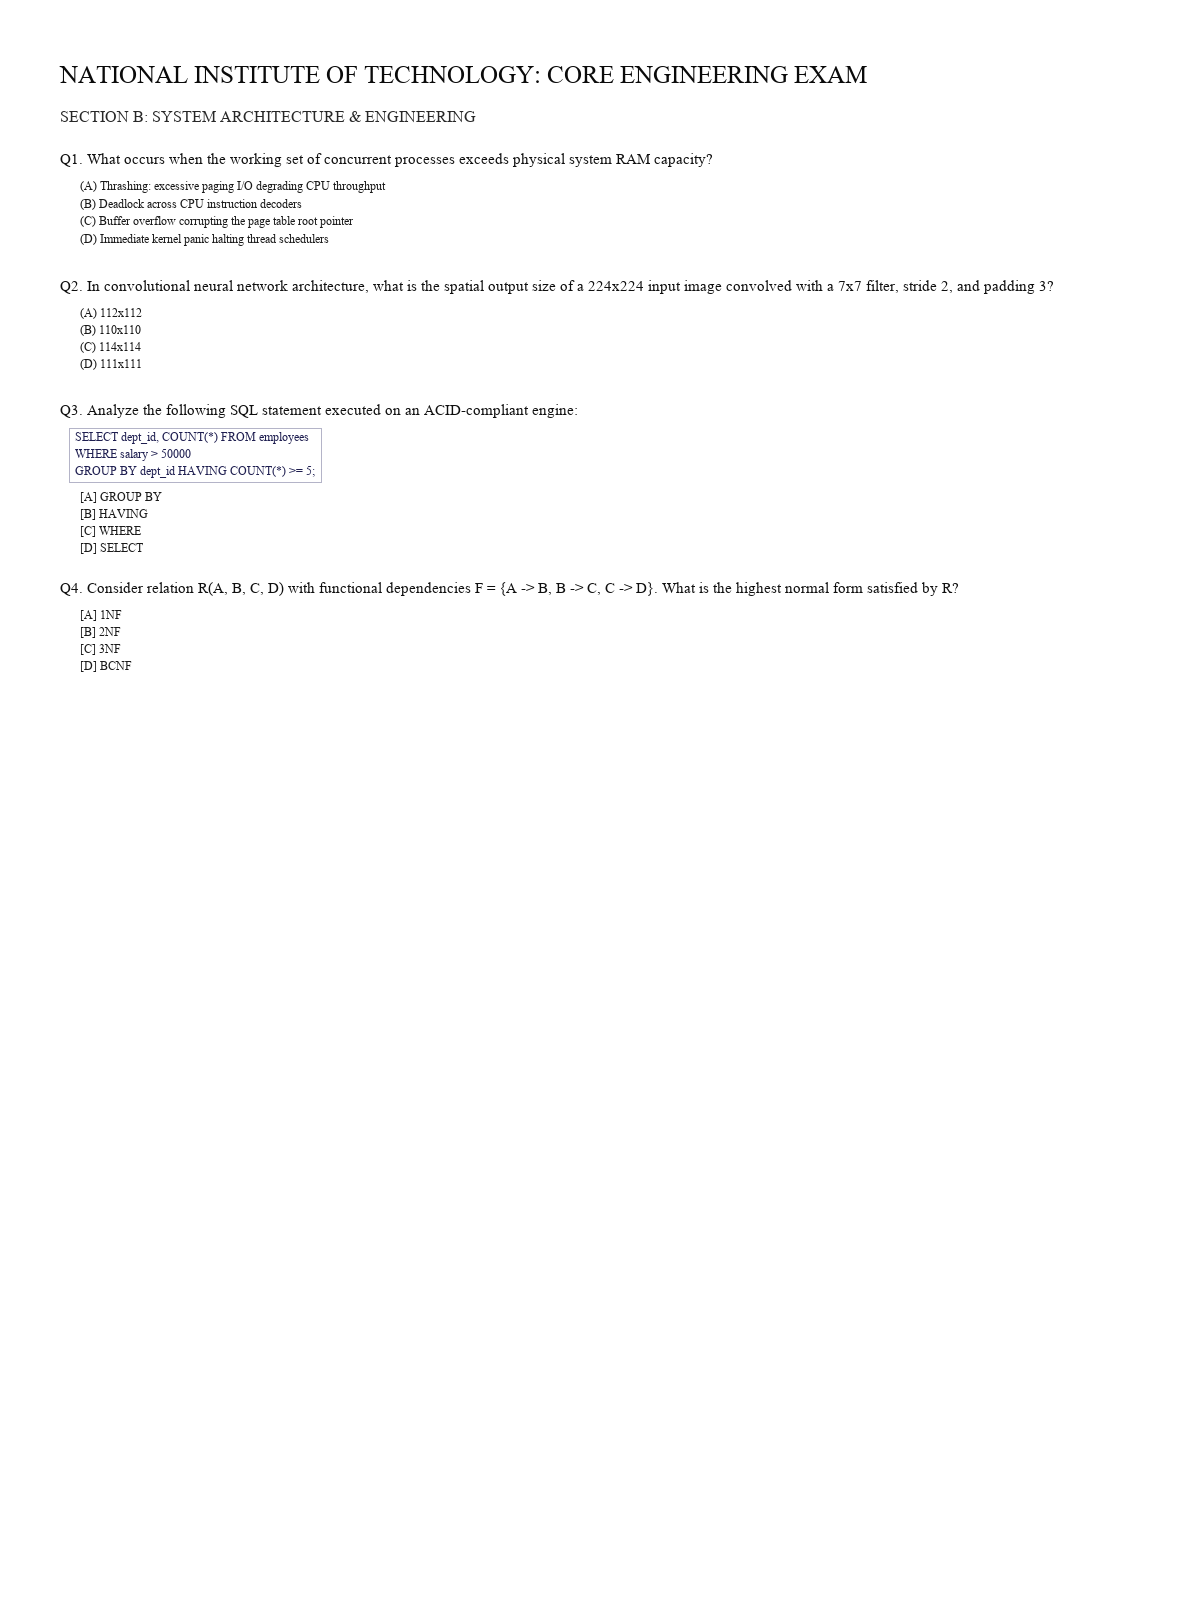 NATIONAL INSTITUTE OF TECHNOLOGY: CORE ENGINEERING EXAM
SECTION B: SYSTEM ARCHITECTURE & ENGINEERING
Q1. What occurs when the working set of concurrent processes exceeds physical system RAM capacity?
(A) Thrashing: excessive paging I/O degrading CPU throughput
(B) Deadlock across CPU instruction decoders
(C) Buffer overflow corrupting the page table root pointer
(D) Immediate kernel panic halting thread schedulers
Q2. In convolutional neural network architecture, what is the spatial output size of a 224x224 input image convolved with a 7x7 filter, stride 2, and padding 3?
(A) 112x112
(B) 110x110
(C) 114x114
(D) 111x111
Q3. Analyze the following SQL statement executed on an ACID-compliant engine:
SELECT dept_id, COUNT(*) FROM employees
WHERE salary > 50000
GROUP BY dept_id HAVING COUNT(*) >= 5;
[A] GROUP BY
[B] HAVING
[C] WHERE
[D] SELECT
Q4. Consider relation R(A, B, C, D) with functional dependencies F = {A -> B, B -> C, C -> D}. What is the highest normal form satisfied by R?
[A] 1NF
[B] 2NF
[C] 3NF
[D] BCNF